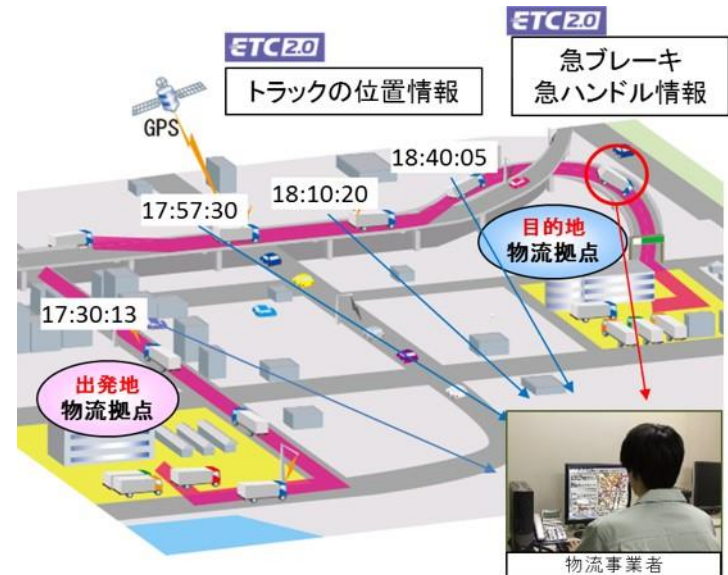 ETC2.0
トラックの位置情報
ETC2.0
急ブレーキ
急ハンドル情報
GPS
18:40:05
18:10:20
17:57:30
目的地
物流拠点
17:30:13
出発地
物流拠点
物流事業者